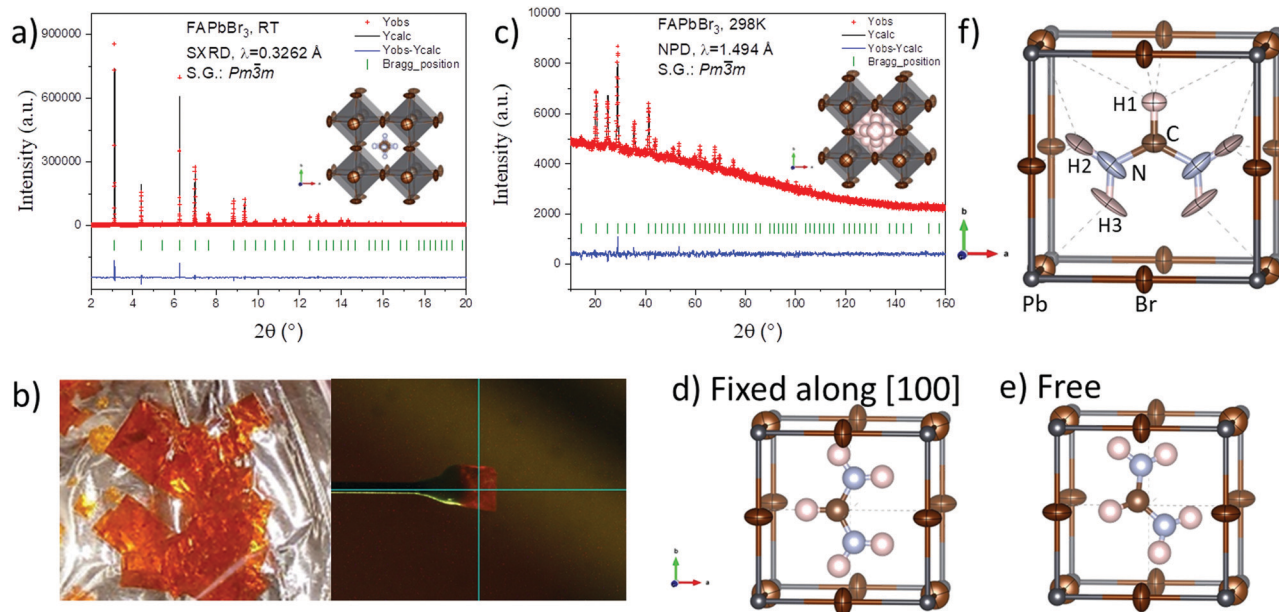 a)
FAPbBr₃, RT
SXRD, λ=0.3262 Å
S.G.: Pm3̅m
Yobs
Ycalc
Yobs-Ycalc
Bragg_position
Intensity (a.u.)
900000
600000
300000
0
2 4 6 8 10 12 14 16 18 20
2θ (°)
c)
FAPbBr₃, 298K
NPD, λ=1.494 Å
S.G.: Pm3̅m
Yobs
Ycalc
Yobs-Ycalc
Bragg_position
Intensity (a.u.)
10000
8000
6000
4000
2000
0
20 40 60 80 100 120 140 160
2θ (°)
b
a
f)
H1
C
H2
N
H3
Pb
Br
b)
d) Fixed along [100]
b
a
e) Free